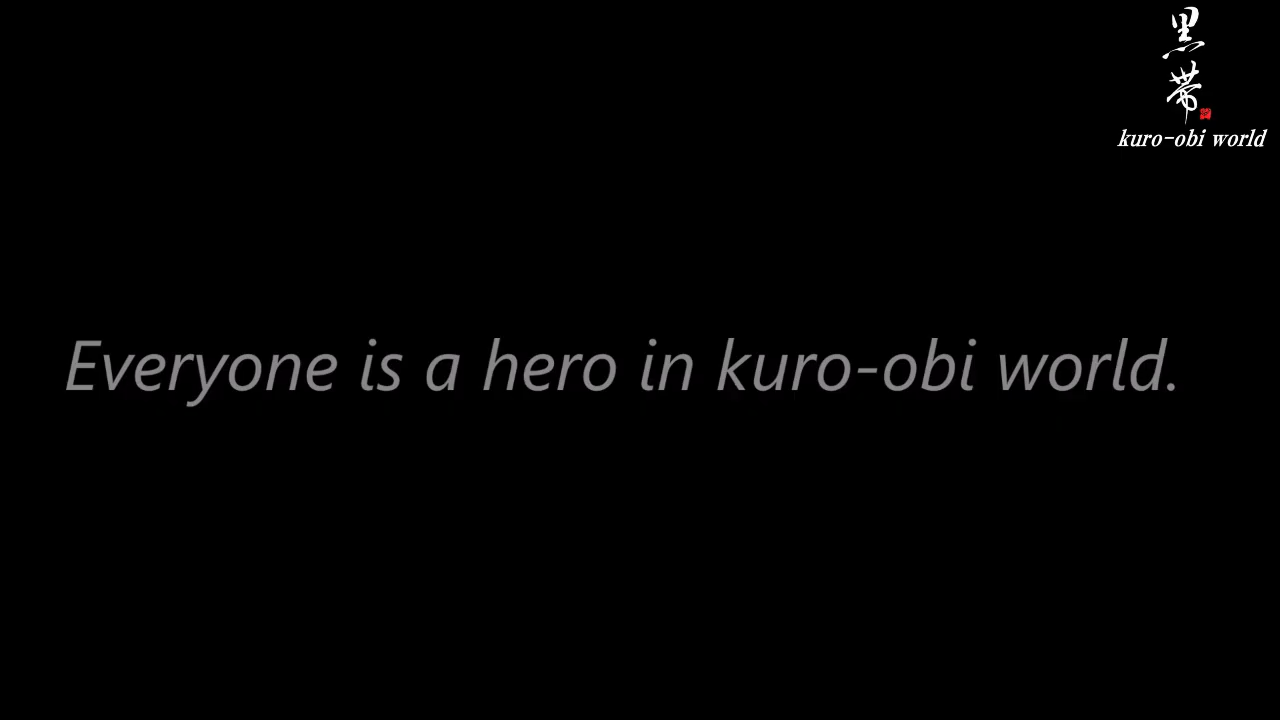 黒
帯
kuro-obi world
Everyone is a hero in kuro-obi world.